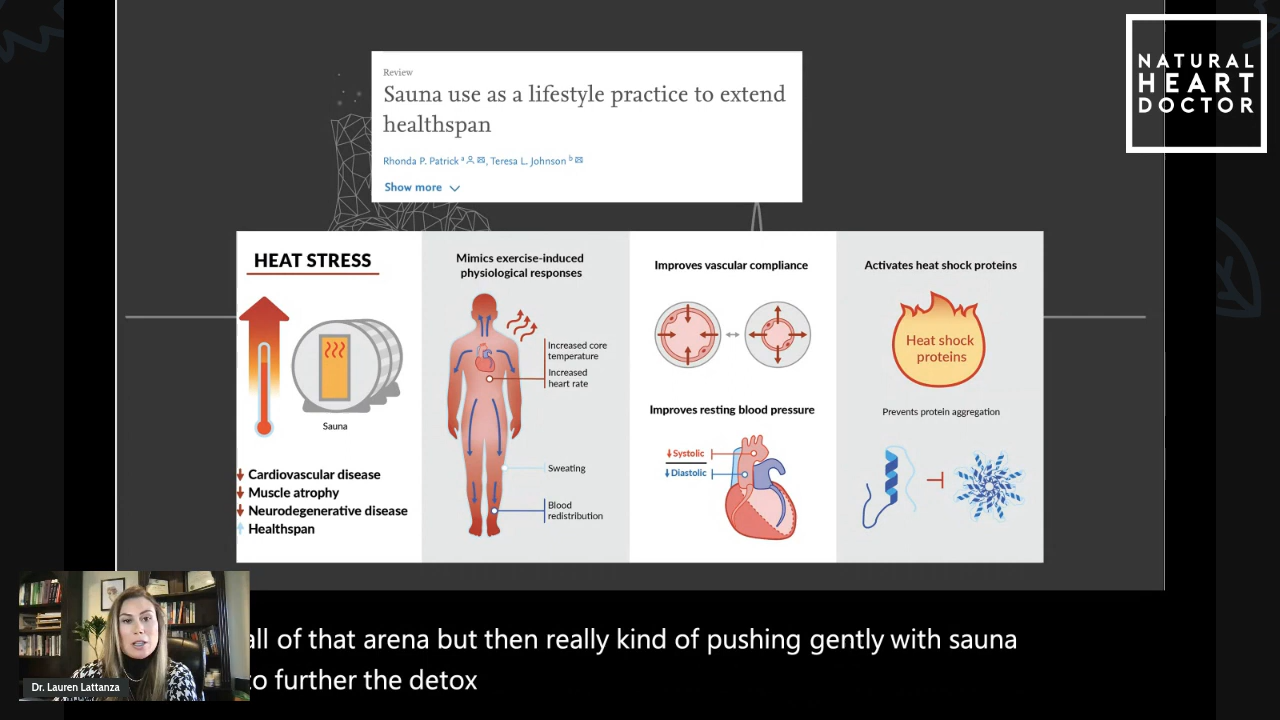 NATURAL
HEART
DOCTOR
Review
Sauna use as a lifestyle practice to extend
healthspan
Rhonda P. Patrick a, Teresa L. Johnson b
Show more
HEAT STRESS
Sauna
Cardiovascular disease
Muscle atrophy
Neurodegenerative disease
Healthspan
Mimics exercise-induced
physiological responses
Increased core
temperature
Increased
heart rate
Sweating
Blood
redistribution
Improves vascular compliance
Improves resting blood pressure
Systolic
Diastolic
Activates heat shock proteins
Heat shock
proteins
Prevents protein aggregation
all of that arena but then really kind of pushing gently with sauna
to further the detox
Dr. Lauren Lattanza